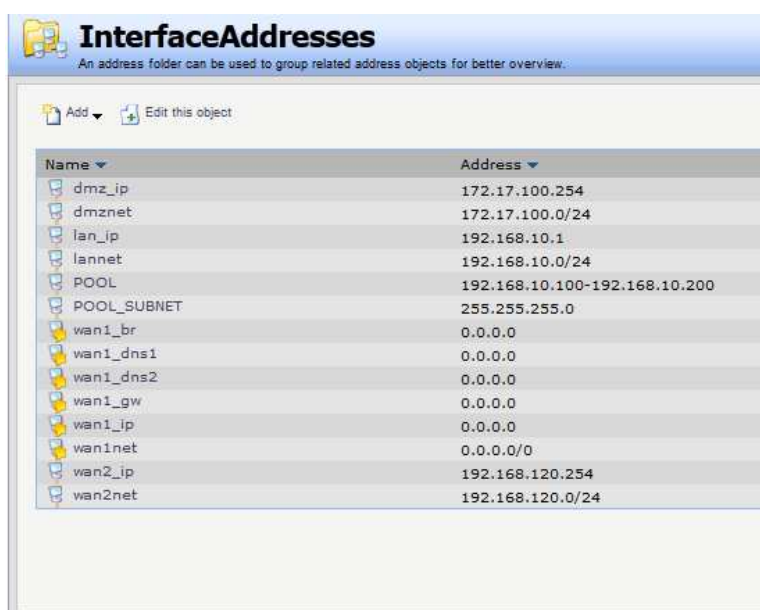 InterfaceAddresses
An address folder can be used to group related address objects for better overview.
Add Edit this object
Name Address
dmz_ip 172.17.100.254
dmznet 172.17.100.0/24
lan_ip 192.168.10.1
lannet 192.168.10.0/24
POOL 192.168.10.100-192.168.10.200
POOL_SUBNET 255.255.255.0
wan1_br 0.0.0.0
wan1_dns1 0.0.0.0
wan1_dns2 0.0.0.0
wan1_gw 0.0.0.0
wan1_ip 0.0.0.0
wan1net 0.0.0.0/0
wan2_ip 192.168.120.254
wan2net 192.168.120.0/24